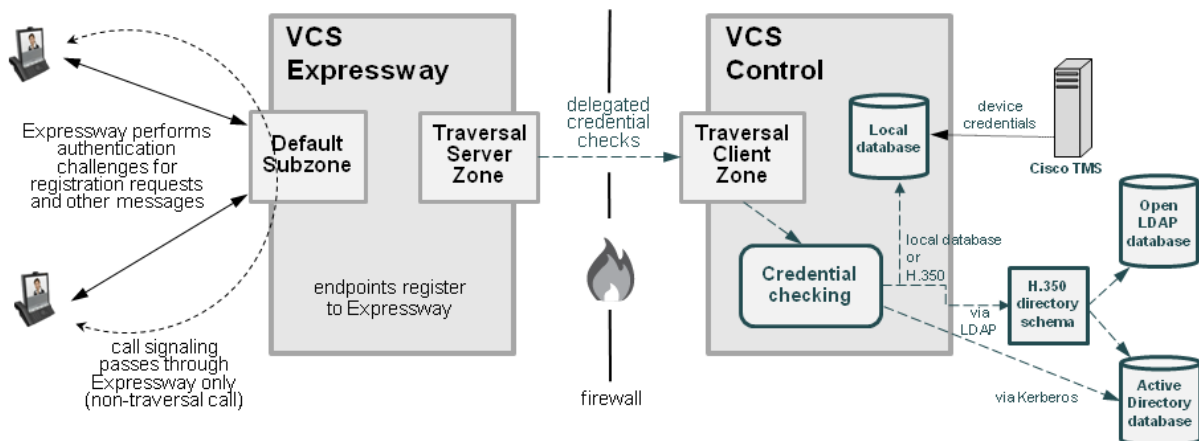 VCS
Expressway
Expressway performs
authentication
challenges for
registration requests
and other messages
Default
Subzone
Traversal
Server
Zone
endpoints register
to Expressway
call signaling
passes through
Expressway only
(non-traversal call)
delegated
credential
checks
firewall
VCS
Control
Traversal
Client
Zone
Local
database
device
credentials
Cisco TMS
Credential
checking
local database
or
H.350
via
LDAP
H.350
directory
schema
Open
LDAP
database
via Kerberos
Active
Directory
database